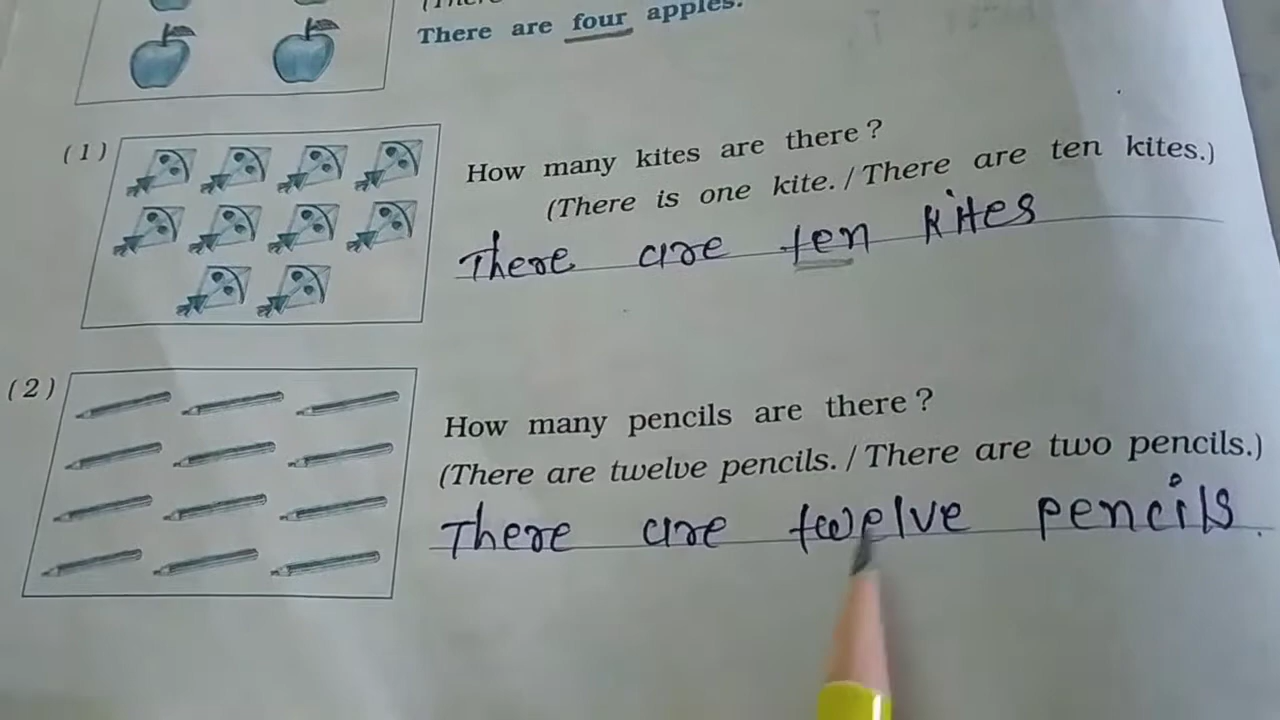 There are four apples.
(1)
How many kites are there?
(There is one kite. / There are ten kites.)
There are ten kites
(2)
How many pencils are there?
(There are twelve pencils. / There are two pencils.)
There are twelve pencils.